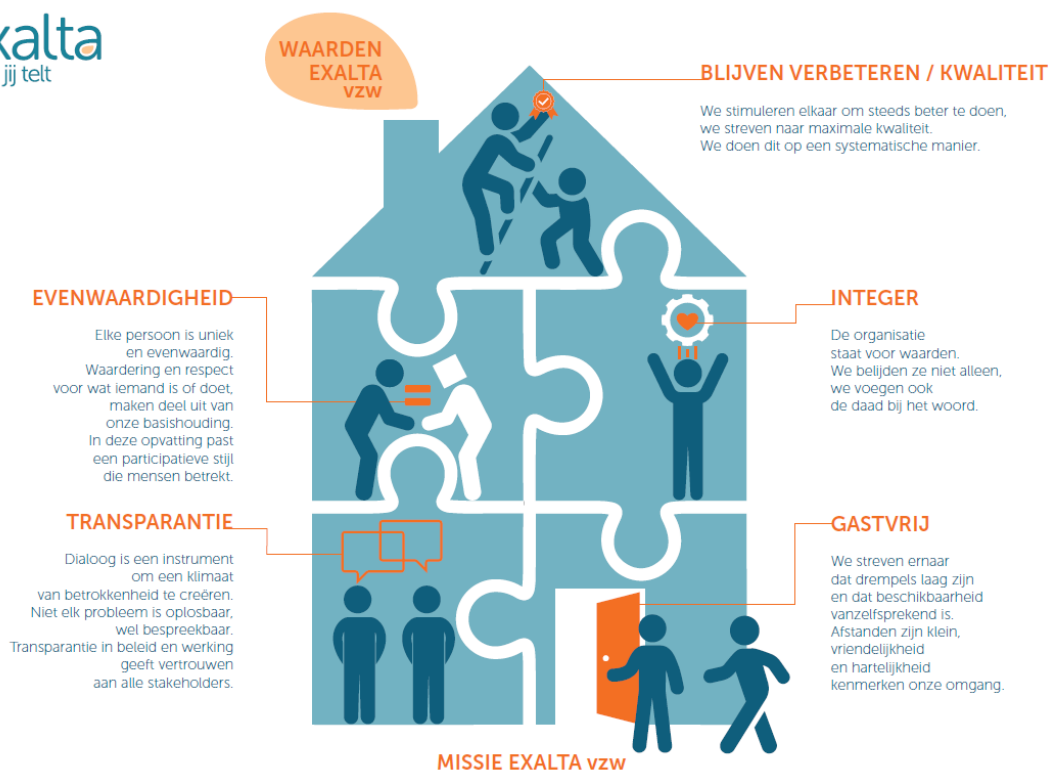 xalta
jij telt
WAARDEN
EXALTA
vzw
BLIJVEN VERBETEREN / KWALITEIT
We stimuleren elkaar om steeds beter te doen,
we streven naar maximale kwaliteit.
We doen dit op een systematische manier.
EVENWAARDIGHEID
Elke persoon is uniek
en evenwaardig.
Waardering en respect
voor wat iemand is of doet,
maken deel uit van
onze basishouding.
In deze opvatting past
een participatieve stijl
die mensen betrekt.
INTEGER
De organisatie
staat voor waarden.
We belijden ze niet alleen,
we voegen ook
de daad bij het woord.
TRANSPARANTIE
Dialoog is een instrument
om een klimaat
van betrokkenheid te creëren.
Niet elk probleem is oplosbaar,
wel bespreekbaar.
Transparantie in beleid en werking
geeft vertrouwen
aan alle stakeholders.
GASTVRIJ
We streven ernaar
dat drempels laag zijn
en dat beschikbaarheid
vanzelfsprekend is.
Afstanden zijn klein,
vriendelijkheid
en hartelijkheid
kenmerken onze omgang.
MISSIE EXALTA vzw